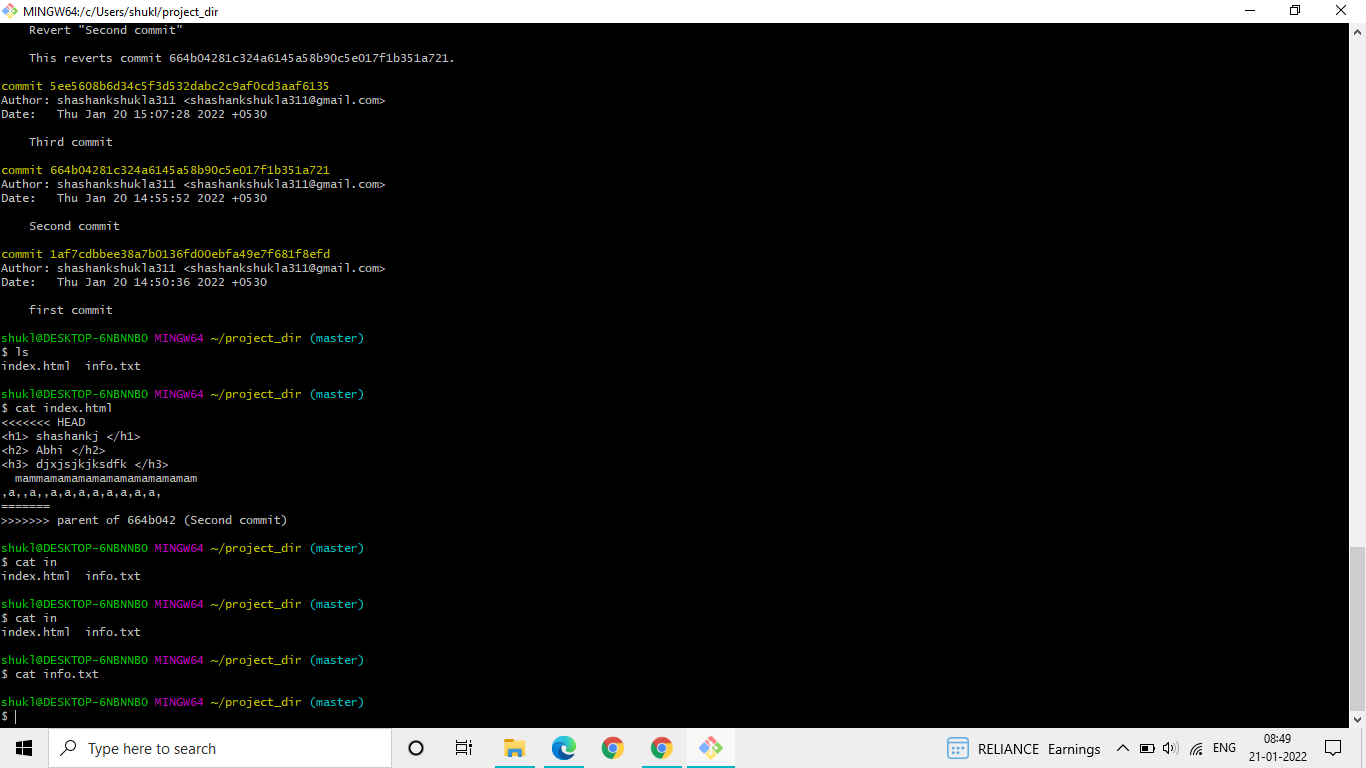 MINGW64:/c/Users/shukl/project_dir
Revert "Second commit"
This reverts commit 664b04281c324a6145a58b90c5e017f1b351a721.
commit 5ee5608b6d34c5f3d532dabc2c9af0cd3aaf6135
Author: shashankshukla311 <shashankshukla311@gmail.com>
Date:   Thu Jan 20 15:07:28 2022 +0530
Third commit
commit 664b04281c324a6145a58b90c5e017f1b351a721
Author: shashankshukla311 <shashankshukla311@gmail.com>
Date:   Thu Jan 20 14:55:52 2022 +0530
Second commit
commit 1af7cdbbee38a7b0136fd00ebfa49e7f681f8efd
Author: shashankshukla311 <shashankshukla311@gmail.com>
Date:   Thu Jan 20 14:50:36 2022 +0530
first commit
shukl@DESKTOP-6NBNNBO MINGW64 ~/project_dir (master)
$ ls
index.html  info.txt
shukl@DESKTOP-6NBNNBO MINGW64 ~/project_dir (master)
$ cat index.html
<<<<<<< HEAD
<h1> shashankj </h1>
<h2> Abhi </h2>
<h3> djxjsjkjksdfk </h3>
  mammamamamamamamamamamamam
,a,,a,,a,a,a,a,a,a,a,a,
=======
>>>>>>> parent of 664b042 (Second commit)
shukl@DESKTOP-6NBNNBO MINGW64 ~/project_dir (master)
$ cat in
index.html  info.txt
shukl@DESKTOP-6NBNNBO MINGW64 ~/project_dir (master)
$ cat in
index.html  info.txt
shukl@DESKTOP-6NBNNBO MINGW64 ~/project_dir (master)
$ cat info.txt
shukl@DESKTOP-6NBNNBO MINGW64 ~/project_dir (master)
$
Type here to search
RELIANCE Earnings
ENG
08:49
21-01-2022